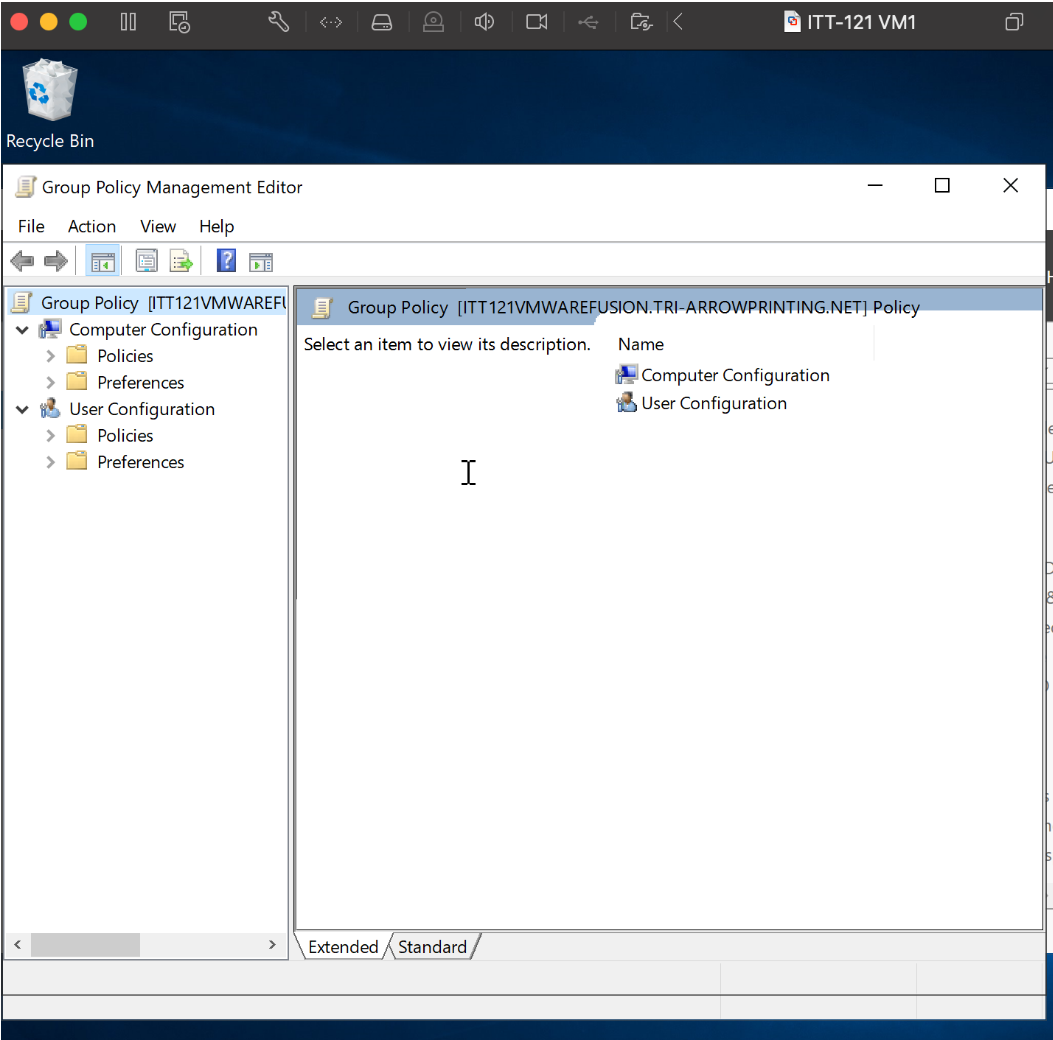 ITT-121 VM1
Recycle Bin
Group Policy Management Editor
File Action View Help
Group Policy [ITT121VMWAREFU
Computer Configuration
Policies
Preferences
User Configuration
Policies
Preferences
Group Policy [ITT121VMWAREFUSION.TRI-ARROWPRINTING.NET] Policy
Select an item to view its description.
Name
Computer Configuration
User Configuration
Extended Standard